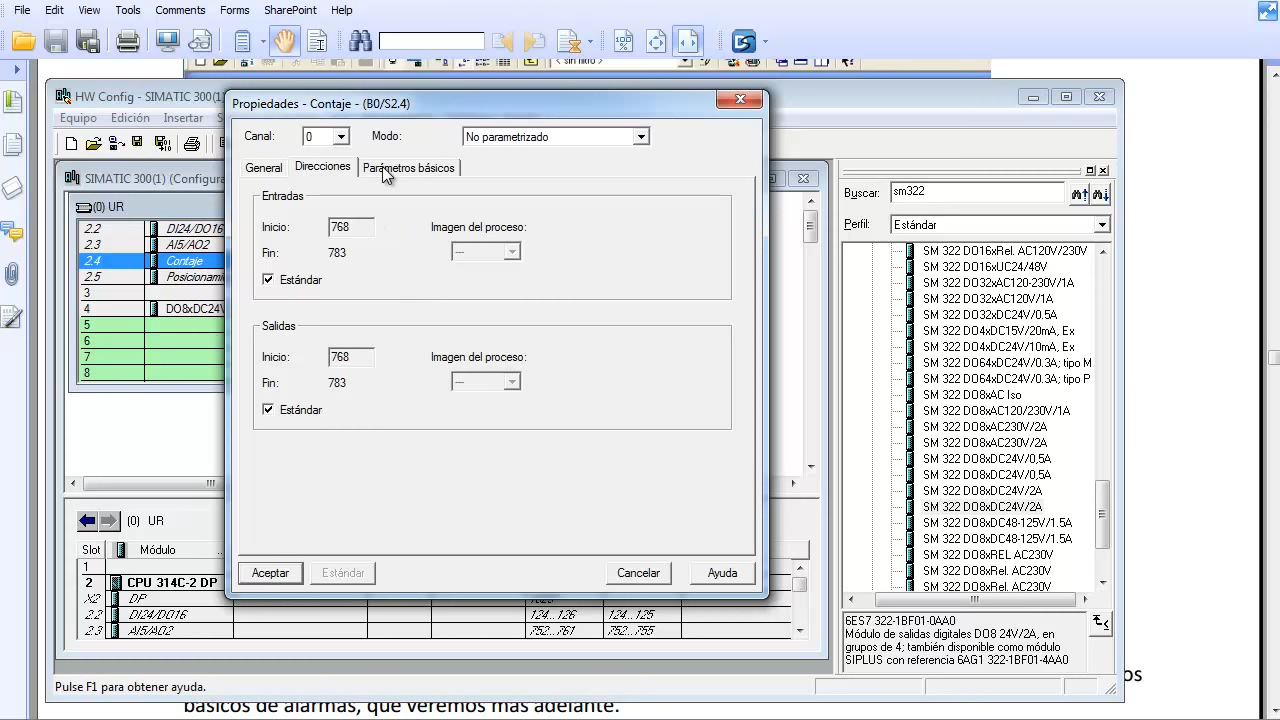 File Edit View Tools Comments Forms SharePoint Help
< sin filtro >
HW Config - SIMATIC 300(1)
Equipo Edición Insertar
SIMATIC 300(1) (Configura
(0) UR
2.2 DI24/DO16
2.3 AI5/AO2
2.4 Contaje
2.5 Posicionami
3
4 DO8xDC24V
5
6
7
8
Propiedades - Contaje - (B0/S2.4)
Canal: 0 Modo: No parametrizado
General Direcciones Parámetros básicos
Entradas
Inicio: 768 Imagen del proceso:
Fin: 783 ---
Estándar
Salidas
Inicio: 768 Imagen del proceso:
Fin: 783 ---
Estándar
Aceptar Estándar Cancelar Ayuda
Buscar: sm322
Perfil: Estándar
SM 322 DO16xRel. AC120V/230V
SM 322 DO16xUC24/48V
SM 322 DO32xAC120-230V/1A
SM 322 DO32xAC120V/1A
SM 322 DO32xDC24V/0.5A
SM 322 DO4xDC15V/20mA, Ex
SM 322 DO4xDC24V/10mA, Ex
SM 322 DO64xDC24V/0.3A; tipo M
SM 322 DO64xDC24V/0.3A; tipo P
SM 322 DO8xAC Iso
SM 322 DO8xAC120/230V/1A
SM 322 DO8xAC230V/2A
SM 322 DO8xAC230V/2A
SM 322 DO8xDC24V/0,5A
SM 322 DO8xDC24V/0,5A
SM 322 DO8xDC24V/2A
SM 322 DO8xDC24V/2A
SM 322 DO8xDC48-125V/1.5A
SM 322 DO8xDC48-125V/1.5A
SM 322 DO8xREL AC230V
SM 322 DO8xRel. AC230V
SM 322 DO8xRel. AC230V
6ES7 322-1BF01-0AA0
Módulo de salidas digitales DO8 24V/2A, en
grupos de 4; también disponible como módulo
SIPLUS con referencia 6AG1 322-1BF01-4AA0
(0) UR
Slot Módulo ...
1
2 CPU 314C-2 DP
X2 DP 1023
2.2 DI24/DO16 124...126 124...125
2.3 AI5/AO2 752...761 752...755
Pulse F1 para obtener ayuda.
os
básicos de alarmas, que veremos más adelante.